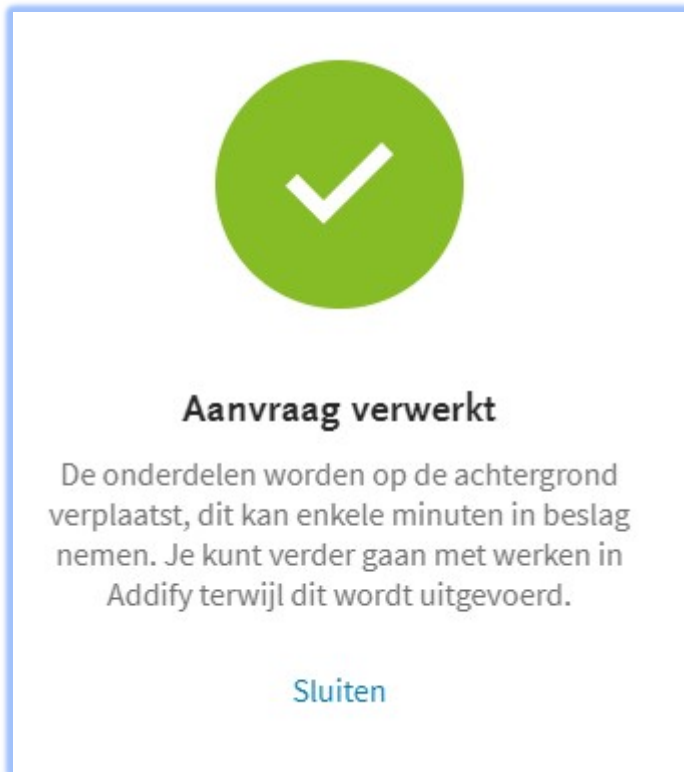 Aanvraag verwerkt
De onderdelen worden op de achtergrond
verplaatst, dit kan enkele minuten in beslag
nemen. Je kunt verder gaan met werken in
Addify terwijl dit wordt uitgevoerd.
Sluiten